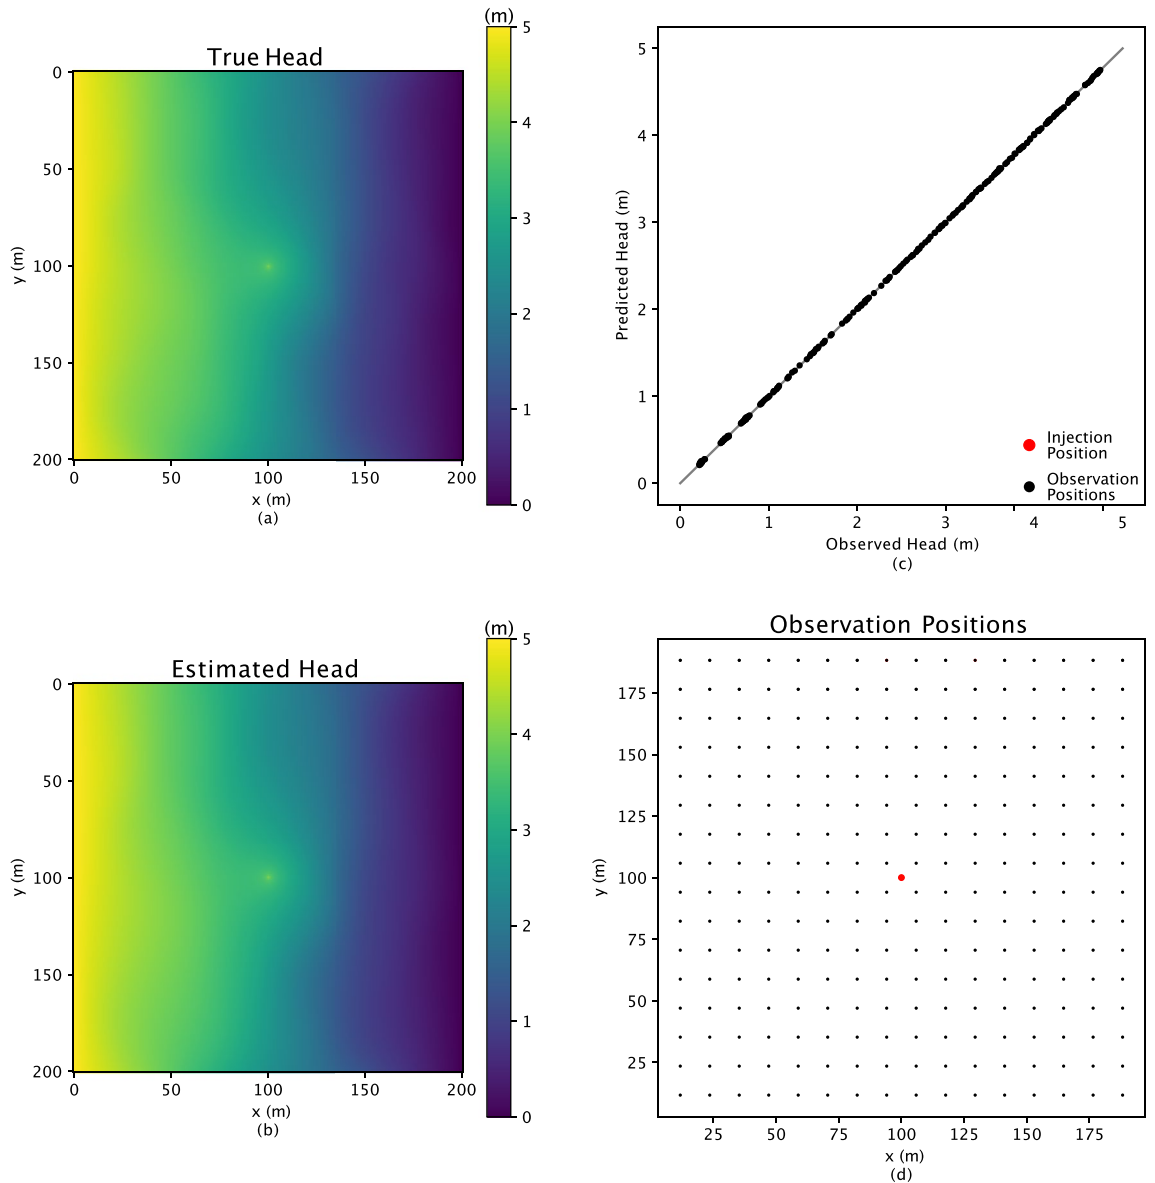 (m)
True Head
0
50
100
150
200
y (m)
0
50
100
150
200
x (m)
(a)
5
4
3
2
1
0
5
4
3
2
1
0
Predicted Head (m)
Injection
Position
Observation
Positions
0
1
2
3
4
5
Observed Head (m)
(c)
(m)
Estimated Head
0
50
100
150
200
y (m)
0
50
100
150
200
x (m)
(b)
5
4
3
2
1
0
Observation Positions
175
150
125
100
75
50
25
y (m)
25
50
75
100
125
150
175
x (m)
(d)